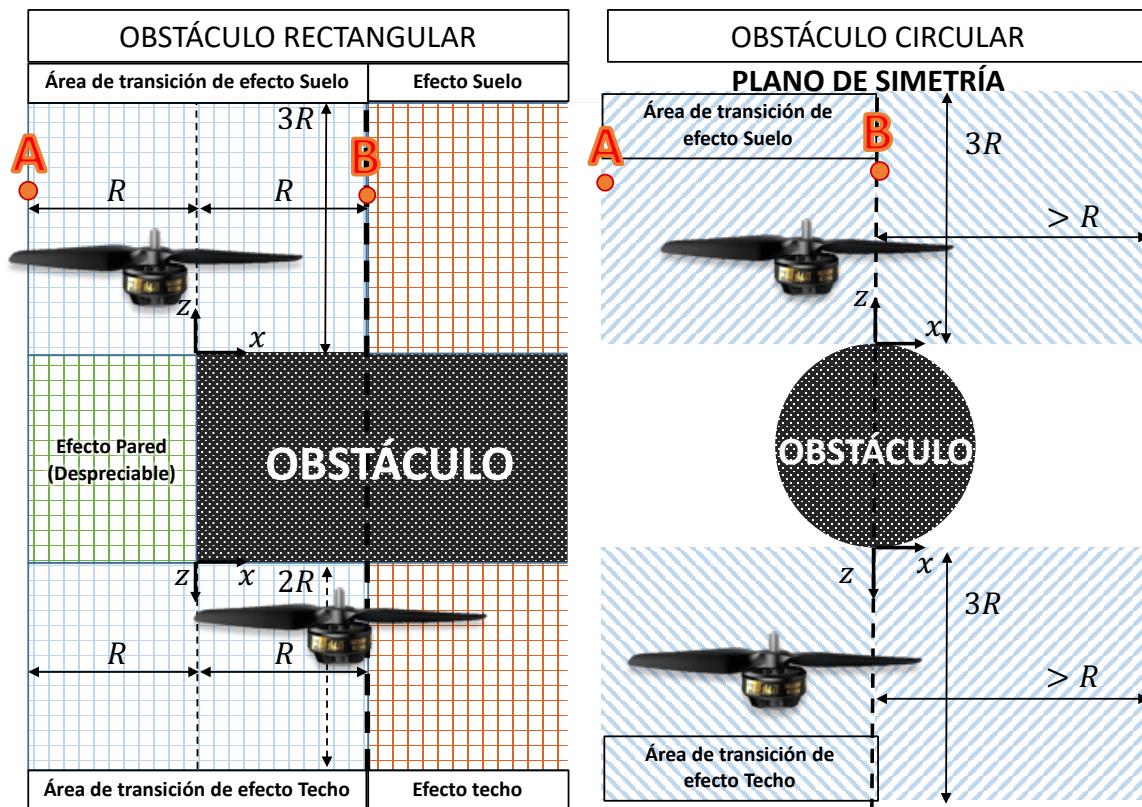 OBSTÁCULO RECTANGULAR
Área de transición de efecto Suelo
Efecto Suelo
3R
A
B
R
R
z
x
Efecto Pared
(Despreciable)
OBSTÁCULO
z
x
2R
R
R
Área de transición de efecto Techo
Efecto techo
OBSTÁCULO CIRCULAR
PLANO DE SIMETRÍA
Área de transición de
efecto Suelo
A
B
3R
> R
z
x
OBSTÁCULO
x
z
3R
> R
Área de transición de
efecto Techo